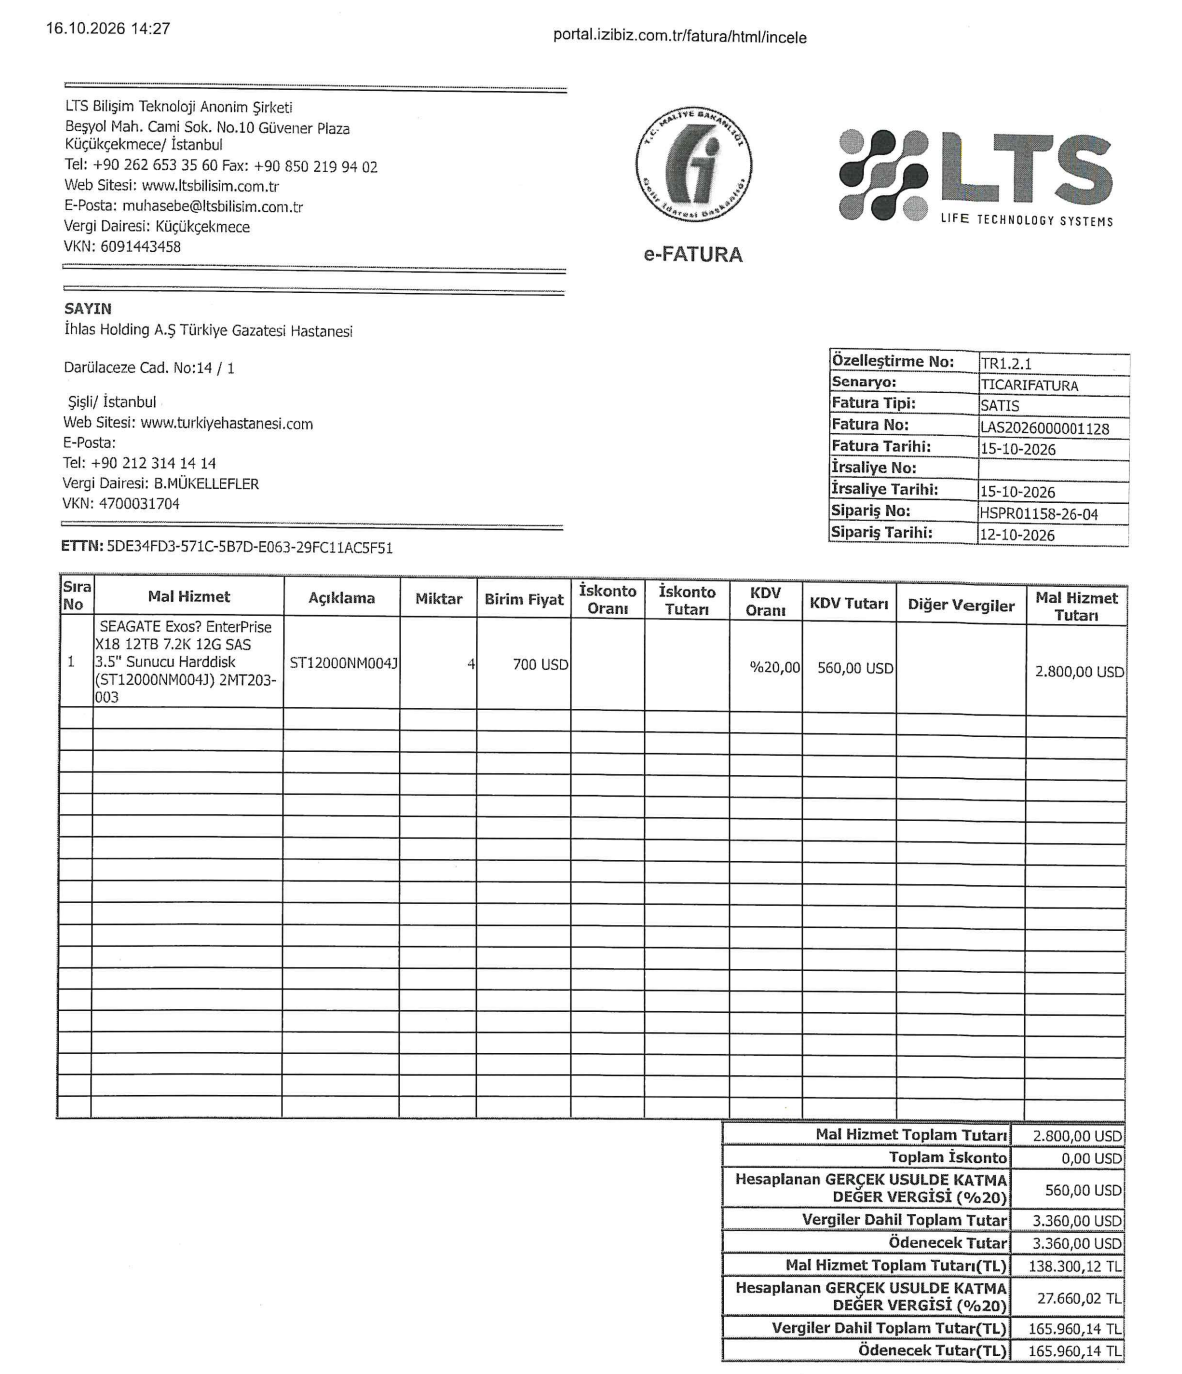 16.10.2026 14:27
portal.izibiz.com.tr/fatura/html/incele
LTS Bilişim Teknoloji Anonim Şirketi
Beşyol Mah. Cami Sok. No.10 Güvener Plaza
Küçükçekmece/ İstanbul
Tel: +90 262 653 35 60 Fax: +90 850 219 94 02
Web Sitesi: www.ltsbilisim.com.tr
E-Posta: muhasebe@ltsbilisim.com.tr
Vergi Dairesi: Küçükçekmece
VKN: 6091443458
T.C. MALİYE BAKANLIĞI
Gelir İdaresi Başkanlığı
e-FATURA
LTS
LIFE TECHNOLOGY SYSTEMS
SAYIN
İhlas Holding A.Ş Türkiye Gazatesi Hastanesi
Darülaceze Cad. No:14 / 1
Şişli/ İstanbul
Web Sitesi: www.turkiyehastanesi.com
E-Posta:
Tel: +90 212 314 14 14
Vergi Dairesi: B.MÜKELLEFLER
VKN: 4700031704
Özelleştirme No: TR1.2.1
Senaryo: TICARIFATURA
Fatura Tipi: SATIS
Fatura No: LAS2026000001128
Fatura Tarihi: 15-10-2026
İrsaliye No:
İrsaliye Tarihi: 15-10-2026
Sipariş No: HSPR01158-26-04
Sipariş Tarihi: 12-10-2026
ETTN: 5DE34FD3-571C-5B7D-E063-29FC11AC5F51
Sıra No Mal Hizmet Açıklama Miktar Birim Fiyat İskonto Oranı İskonto Tutarı KDV Oranı KDV Tutarı Diğer Vergiler Mal Hizmet Tutarı
SEAGATE Exos? EnterPrise
X18 12TB 7.2K 12G SAS
1 3.5" Sunucu Harddisk ST12000NM004J 4 700 USD %20,00 560,00 USD 2.800,00 USD
(ST12000NM004J) 2MT203-
003
Mal Hizmet Toplam Tutarı 2.800,00 USD
Toplam İskonto 0,00 USD
Hesaplanan GERÇEK USULDE KATMA
DEĞER VERGİSİ (%20) 560,00 USD
Vergiler Dahil Toplam Tutar 3.360,00 USD
Ödenecek Tutar 3.360,00 USD
Mal Hizmet Toplam Tutarı(TL) 138.300,12 TL
Hesaplanan GERÇEK USULDE KATMA
DEĞER VERGİSİ (%20) 27.660,02 TL
Vergiler Dahil Toplam Tutar(TL) 165.960,14 TL
Ödenecek Tutar(TL) 165.960,14 TL